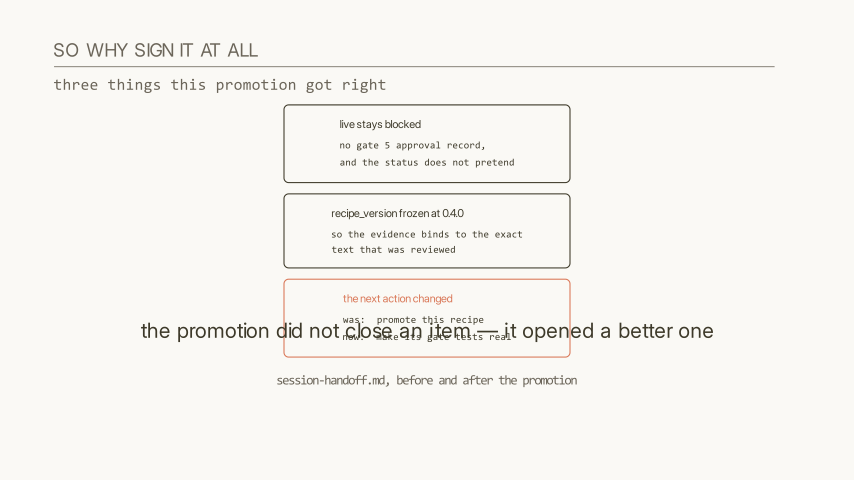 SO WHY SIGN IT AT ALL
three things this promotion got right
live stays blocked
no gate 5 approval record,
and the status does not pretend
recipe_version frozen at 0.4.0
so the evidence binds to the exact
text that was reviewed
the next action changed
was: promote this recipe
the promotion did not close an item — it opened a better one
now: make its gate tests real
session-handoff.md, before and after the promotion